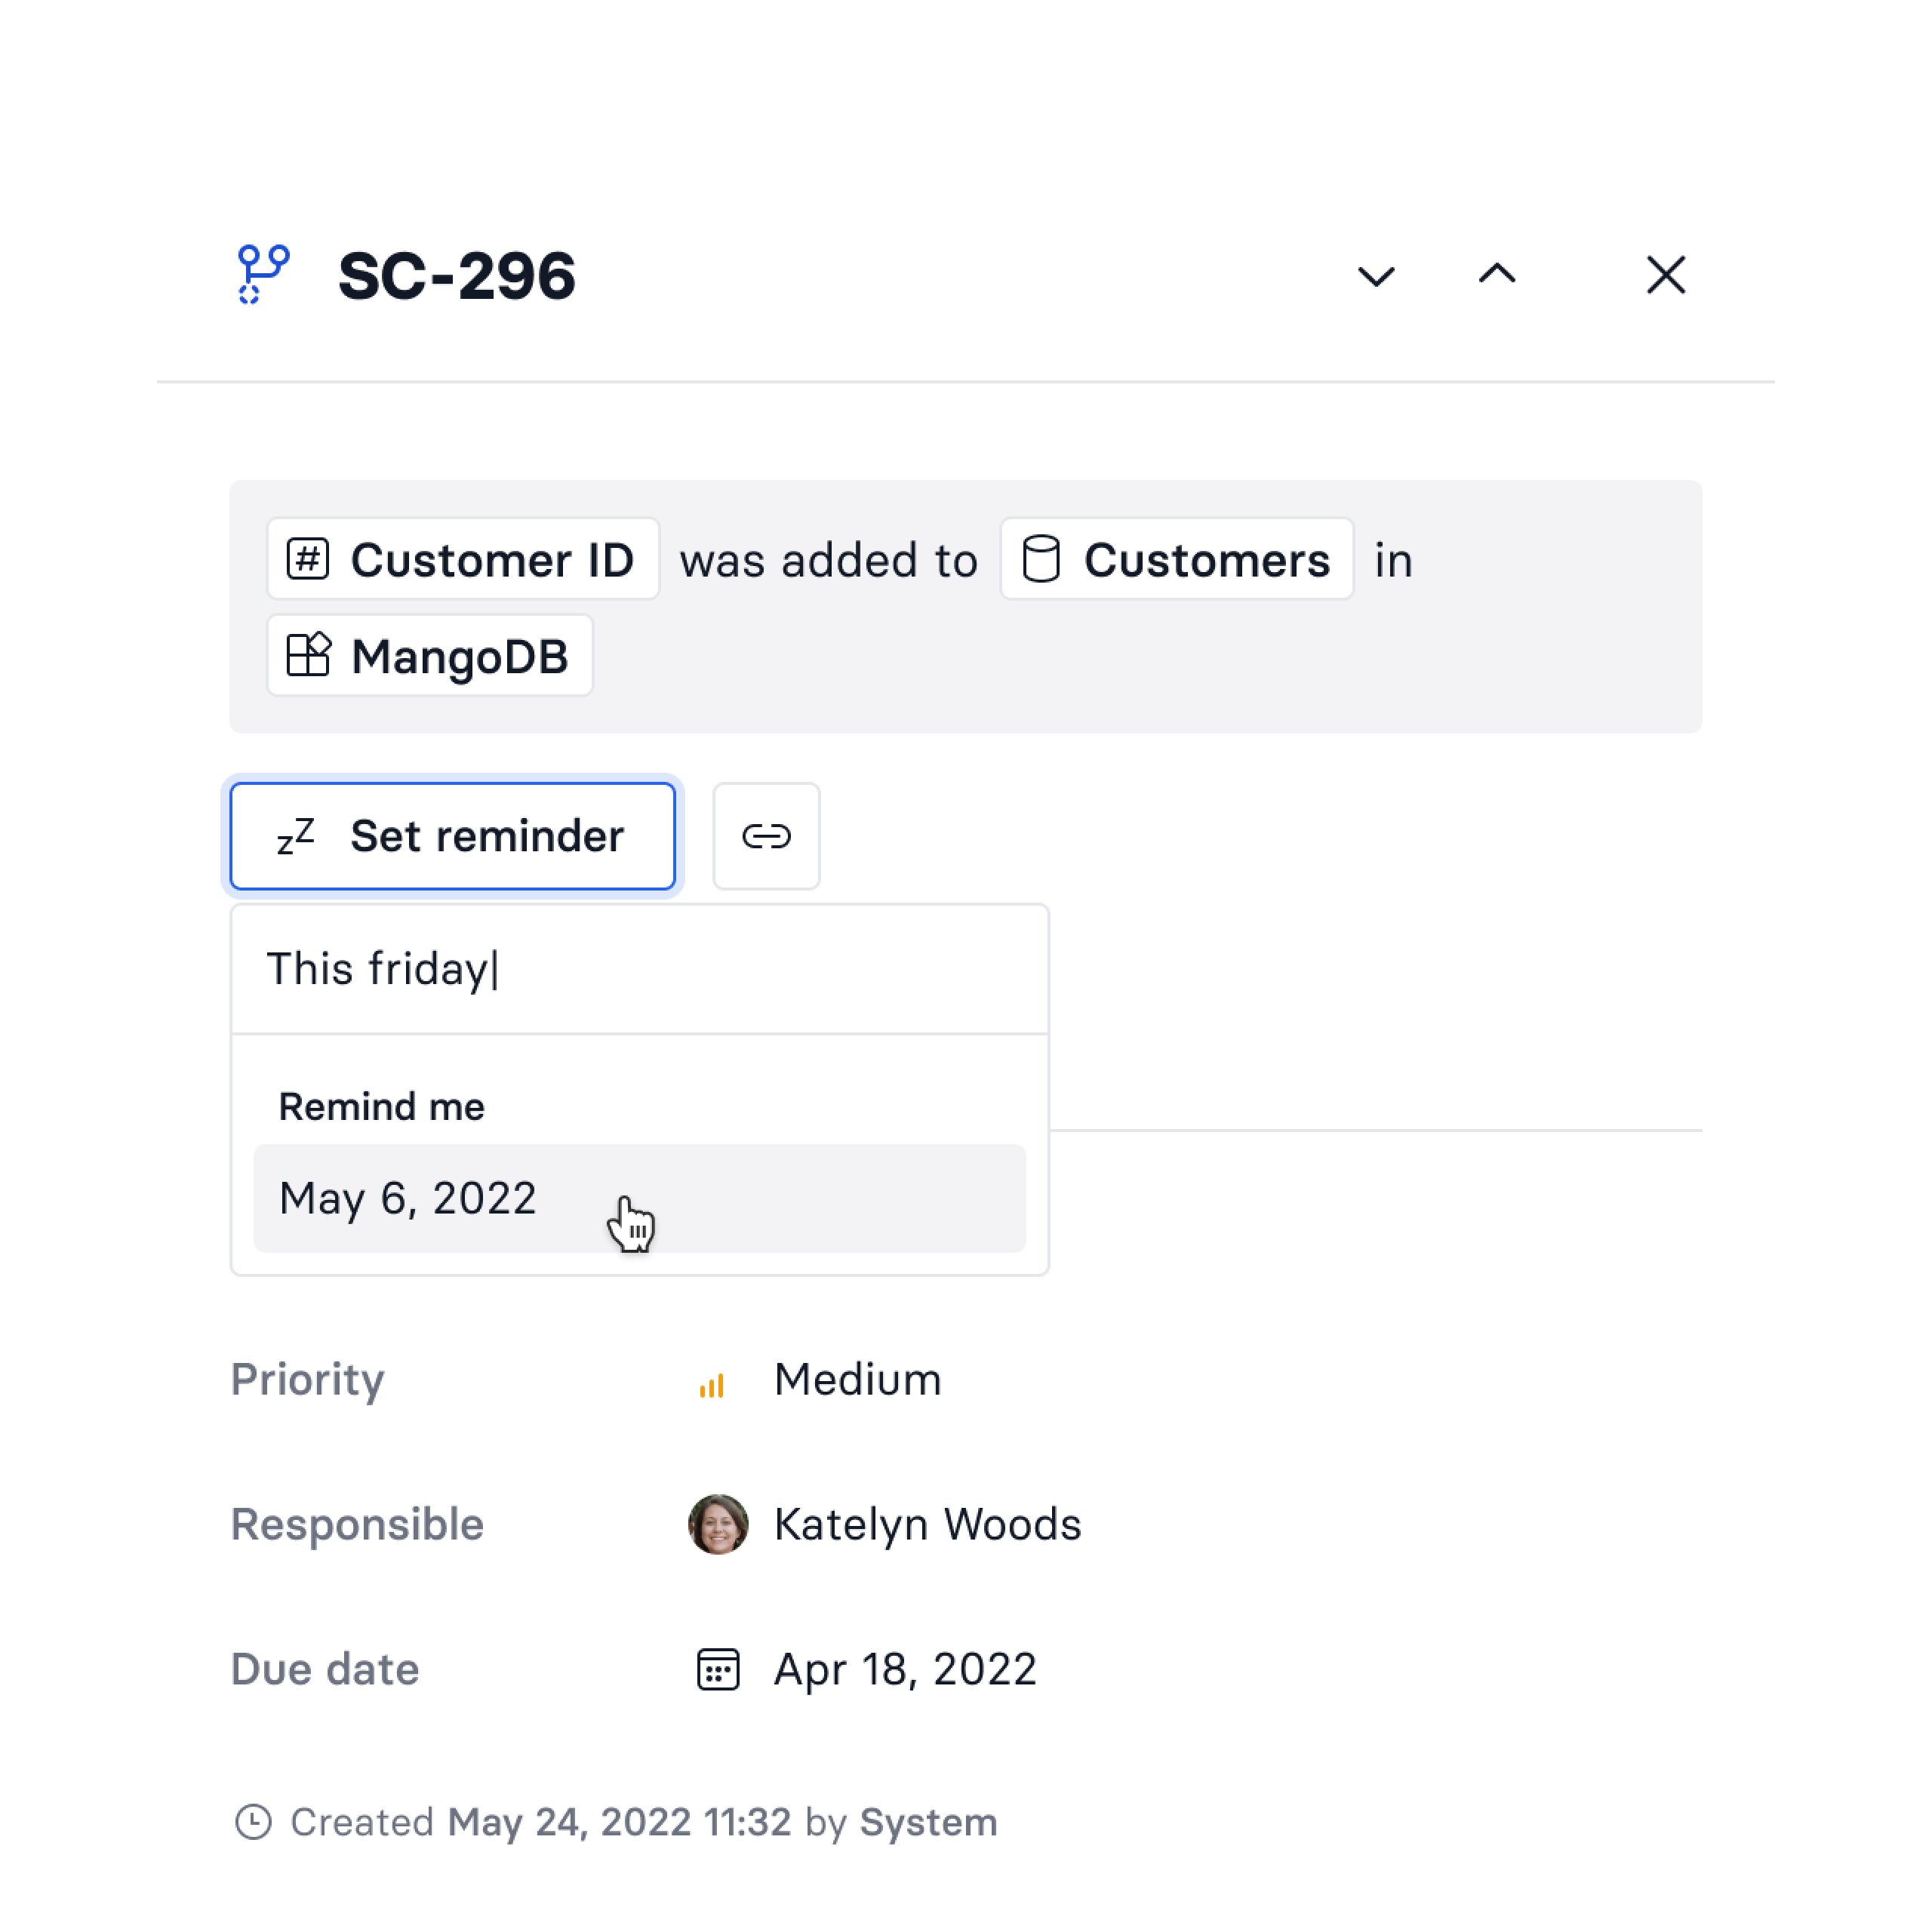 SC-296
Customer ID was added to Customers in
MangoDB
zZ Set reminder
This friday
Remind me
May 6, 2022
Priority Medium
Responsible Katelyn Woods
Due date Apr 18, 2022
Created May 24, 2022 11:32 by System